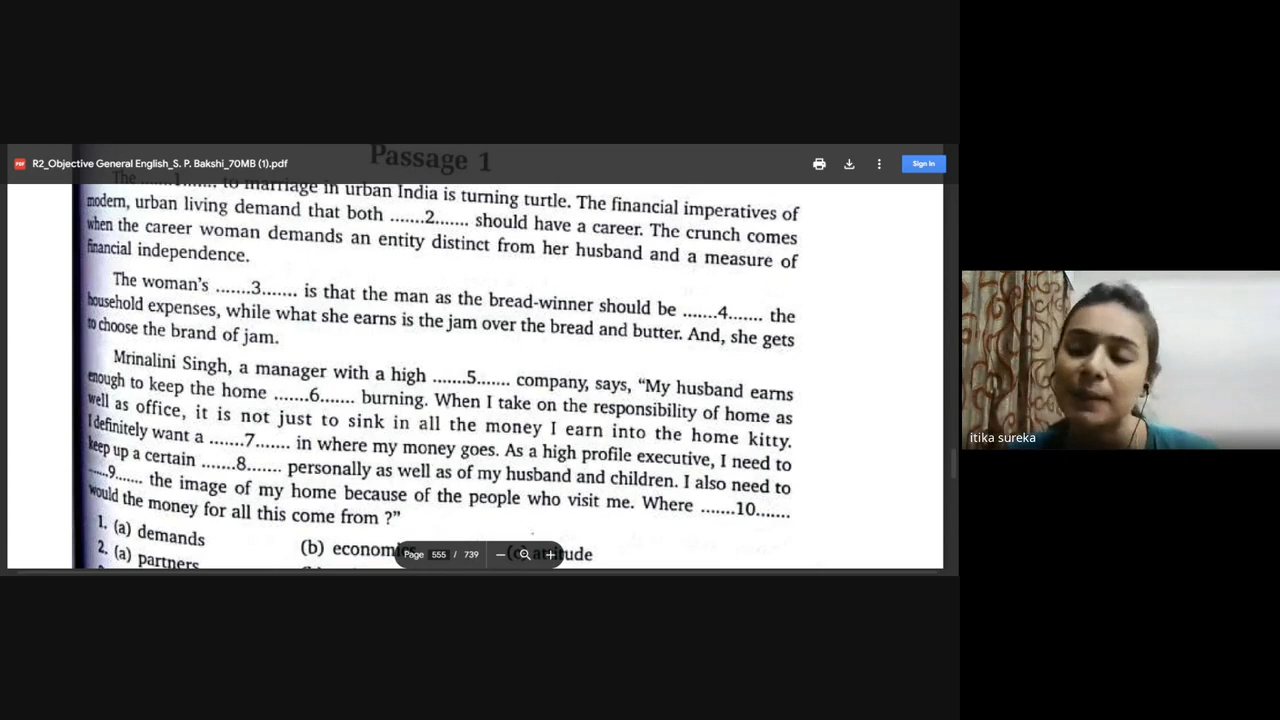 PDF R2_Objective General English_S. P. Bakshi_70MB (1).pdf
Sign In
Passage 1
The .......1....... to marriage in urban India is turning turtle. The financial imperatives of
modern, urban living demand that both .......2....... should have a career. The crunch comes
when the career woman demands an entity distinct from her husband and a measure of
financial independence.
The woman's .......3....... is that the man as the bread-winner should be .......4....... the
household expenses, while what she earns is the jam over the bread and butter. And, she gets
to choose the brand of jam.
Mrinalini Singh, a manager with a high .......5....... company, says, "My husband earns
enough to keep the home .......6....... burning. When I take on the responsibility of home as
well as office, it is not just to sink in all the money I earn into the home kitty.
I definitely want a .......7....... in where my money goes. As a high profile executive, I need to
keep up a certain .......8....... personally as well as of my husband and children. I also need to
......9....... the image of my home because of the people who visit me. Where .......10.......
would the money for all this come from ?"
1. (a) demands (b) economics (c) attitude
2. (a) partners
Page 555 / 739
itika sureka